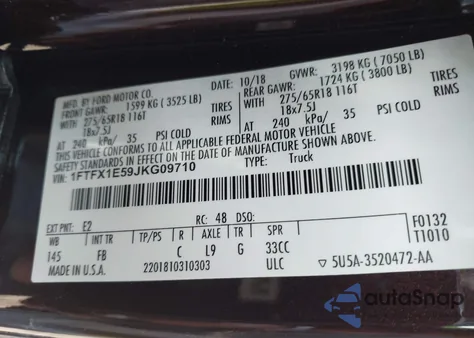 MFD. BY FORD MOTOR CO.
10/18 GVWR: 3198 KG (7050 LB)
FRONT GAWR: 1599 KG (3525 LB) REAR GAWR: 1724 KG (3800 LB)
WITH 275/65R18 116T TIRES WITH 275/65R18 116T TIRES
18x7.5J RIMS 18x7.5J RIMS
AT 240 kPa/ 35 PSI COLD AT 240 kPa/ 35 PSI COLD
THIS VEHICLE CONFORMS TO ALL APPLICABLE FEDERAL MOTOR VEHICLE
SAFETY STANDARDS IN EFFECT ON THE DATE OF MANUFACTURE SHOWN ABOVE.
1FTFX1E59JKG09710 TYPE: Truck
EXT PNT: E2 RC: 48 DSO: F0132
WB INT TR TP/PS R AXLE TR SPR T1010
145 FB C L9 G 33CC
MADE IN U.S.A. 2201810310303 ULC ▽ 5U5A-3520472-AA
autoSnap